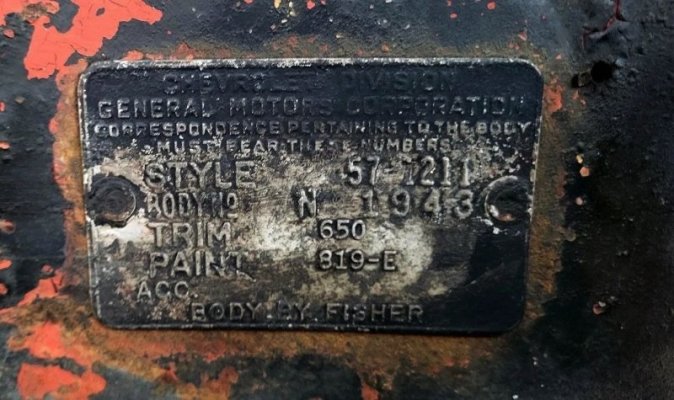 CHEVROLET DIVISION
GENERAL MOTORS CORPORATION
CORRESPONDENCE PERTAINING TO THE BODY
MUST BEAR THESE NUMBERS
STYLE 57-1211
BODY NO N 1943
TRIM 650
PAINT 819-E
ACC.
BODY BY FISHER